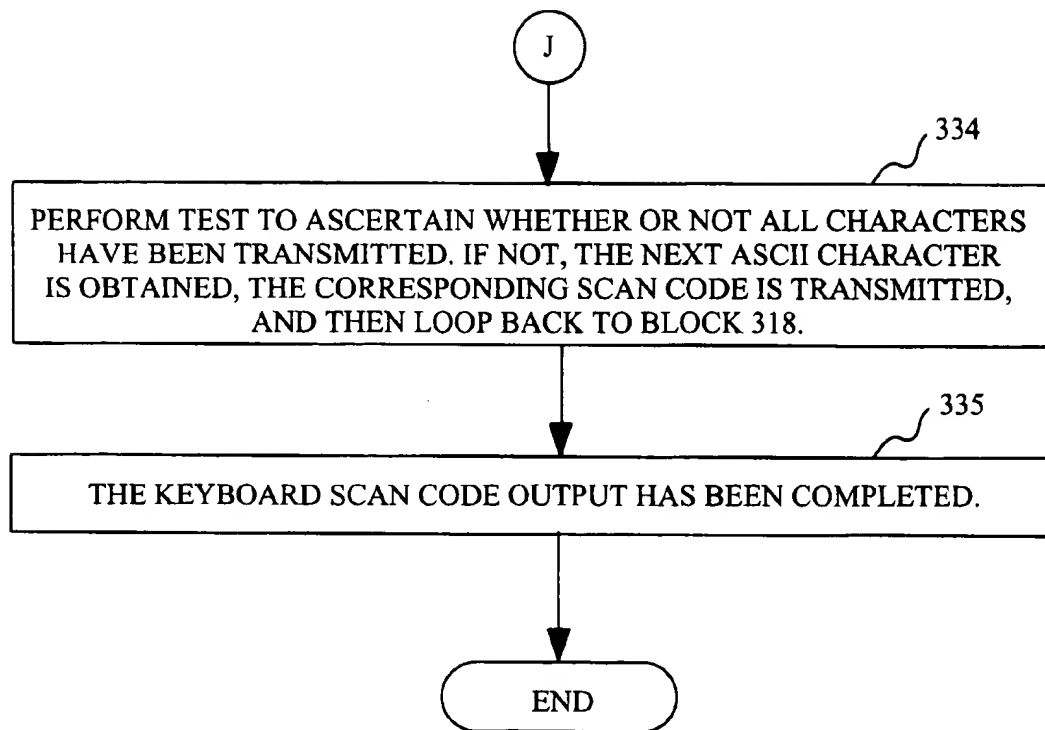 J
334
PERFORM TEST TO ASCERTAIN WHETHER OR NOT ALL CHARACTERS
HAVE BEEN TRANSMITTED. IF NOT, THE NEXT ASCII CHARACTER
IS OBTAINED, THE CORRESPONDING SCAN CODE IS TRANSMITTED,
AND THEN LOOP BACK TO BLOCK 318.
335
THE KEYBOARD SCAN CODE OUTPUT HAS BEEN COMPLETED.
END